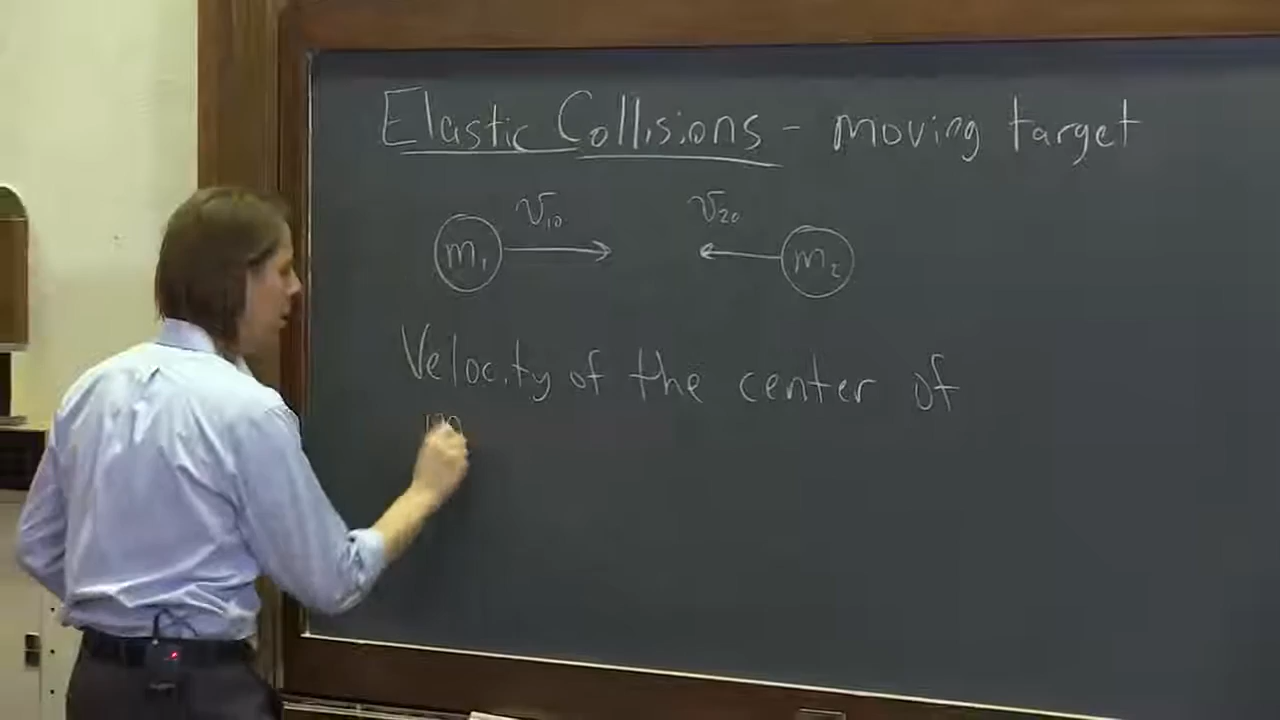 Elastic Collisions - moving target
v₁₀ v₂₀
m₁ m₂
Velocity of the center of
m